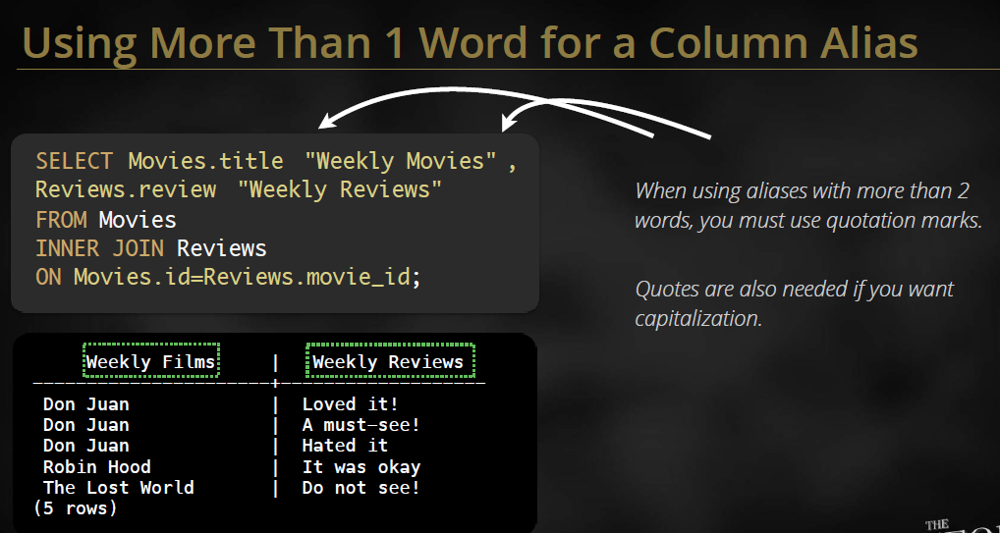 Using More Than 1 Word for a Column Alias
SELECT Movies.title "Weekly Movies" ,
Reviews.review "Weekly Reviews"
FROM Movies
INNER JOIN Reviews
ON Movies.id=Reviews.movie_id;
When using aliases with more than 2
words, you must use quotation marks.
Quotes are also needed if you want
capitalization.
Weekly Films | Weekly Reviews
Don Juan | Loved it!
Don Juan | A must-see!
Don Juan | Hated it
Robin Hood | It was okay
The Lost World | Do not see!
(5 rows)
THE